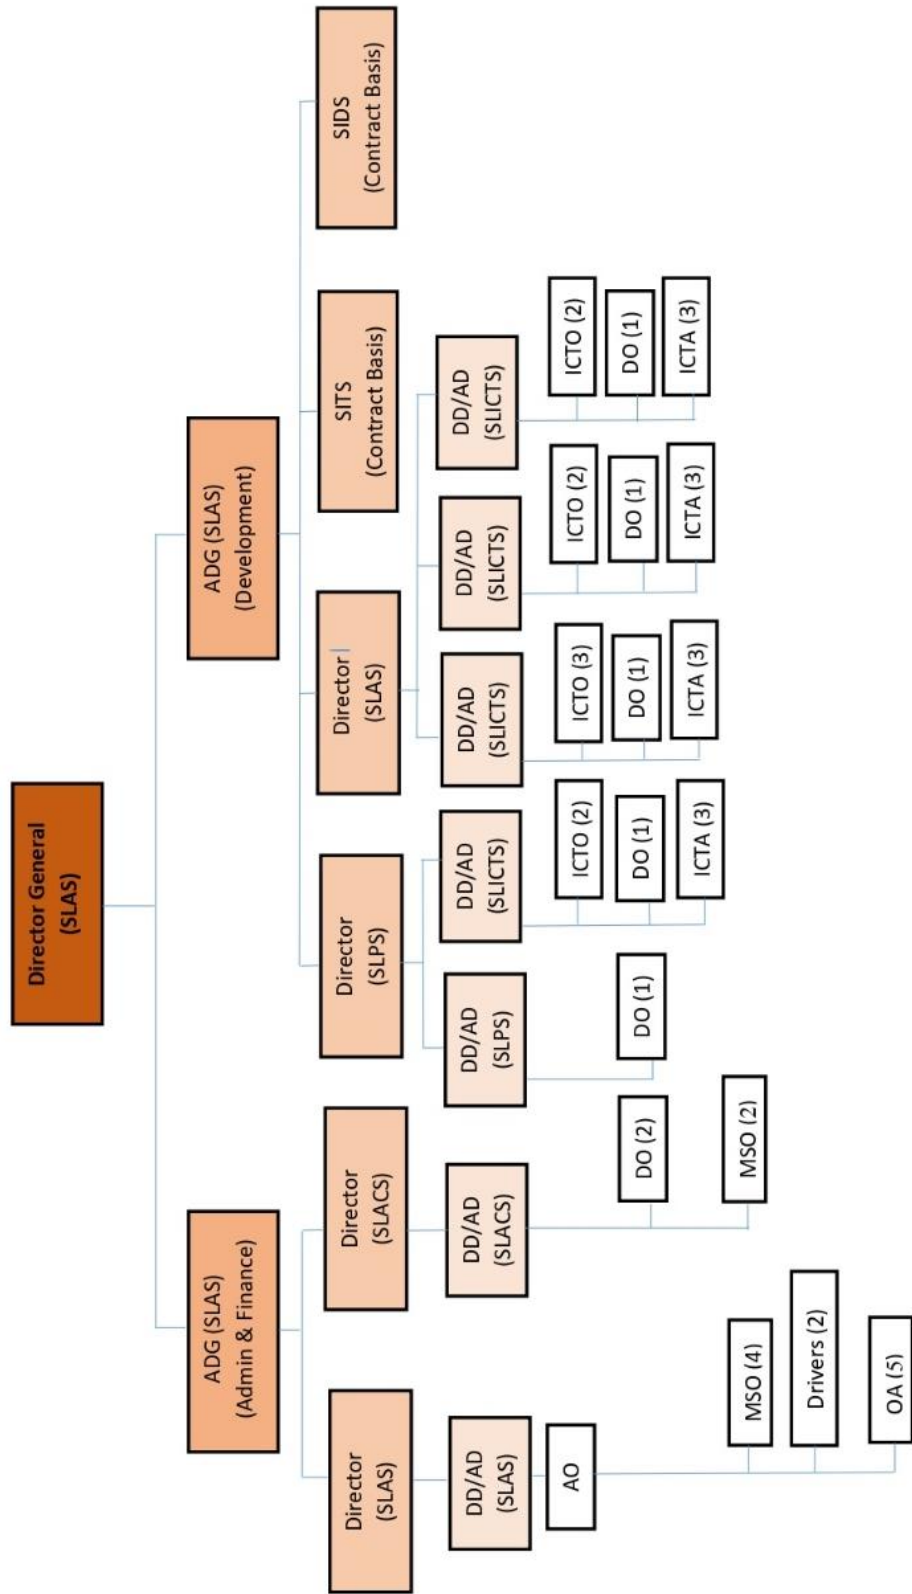 Director General
(SLAS)
ADG (SLAS)
(Admin & Finance)
ADG (SLAS)
(Development)
Director
(SLAS)
Director
(SLACS)
Director
(SLPS)
Director
(SLAS)
SITS
(Contract Basis)
SIDS
(Contract Basis)
DD/AD
(SLAS)
DD/AD
(SLACS)
DD/AD
(SLPS)
DD/AD
(SLICTS)
DD/AD
(SLICTS)
DD/AD
(SLICTS)
DD/AD
(SLICTS)
AO
MSO (4)
Drivers (2)
OA (5)
DO (2)
MSO (2)
DO (1)
ICTO (2)
DO (1)
ICTA (3)
ICTO (3)
DO (1)
ICTA (3)
ICTO (2)
DO (1)
ICTA (3)
ICTO (2)
DO (1)
ICTA (3)